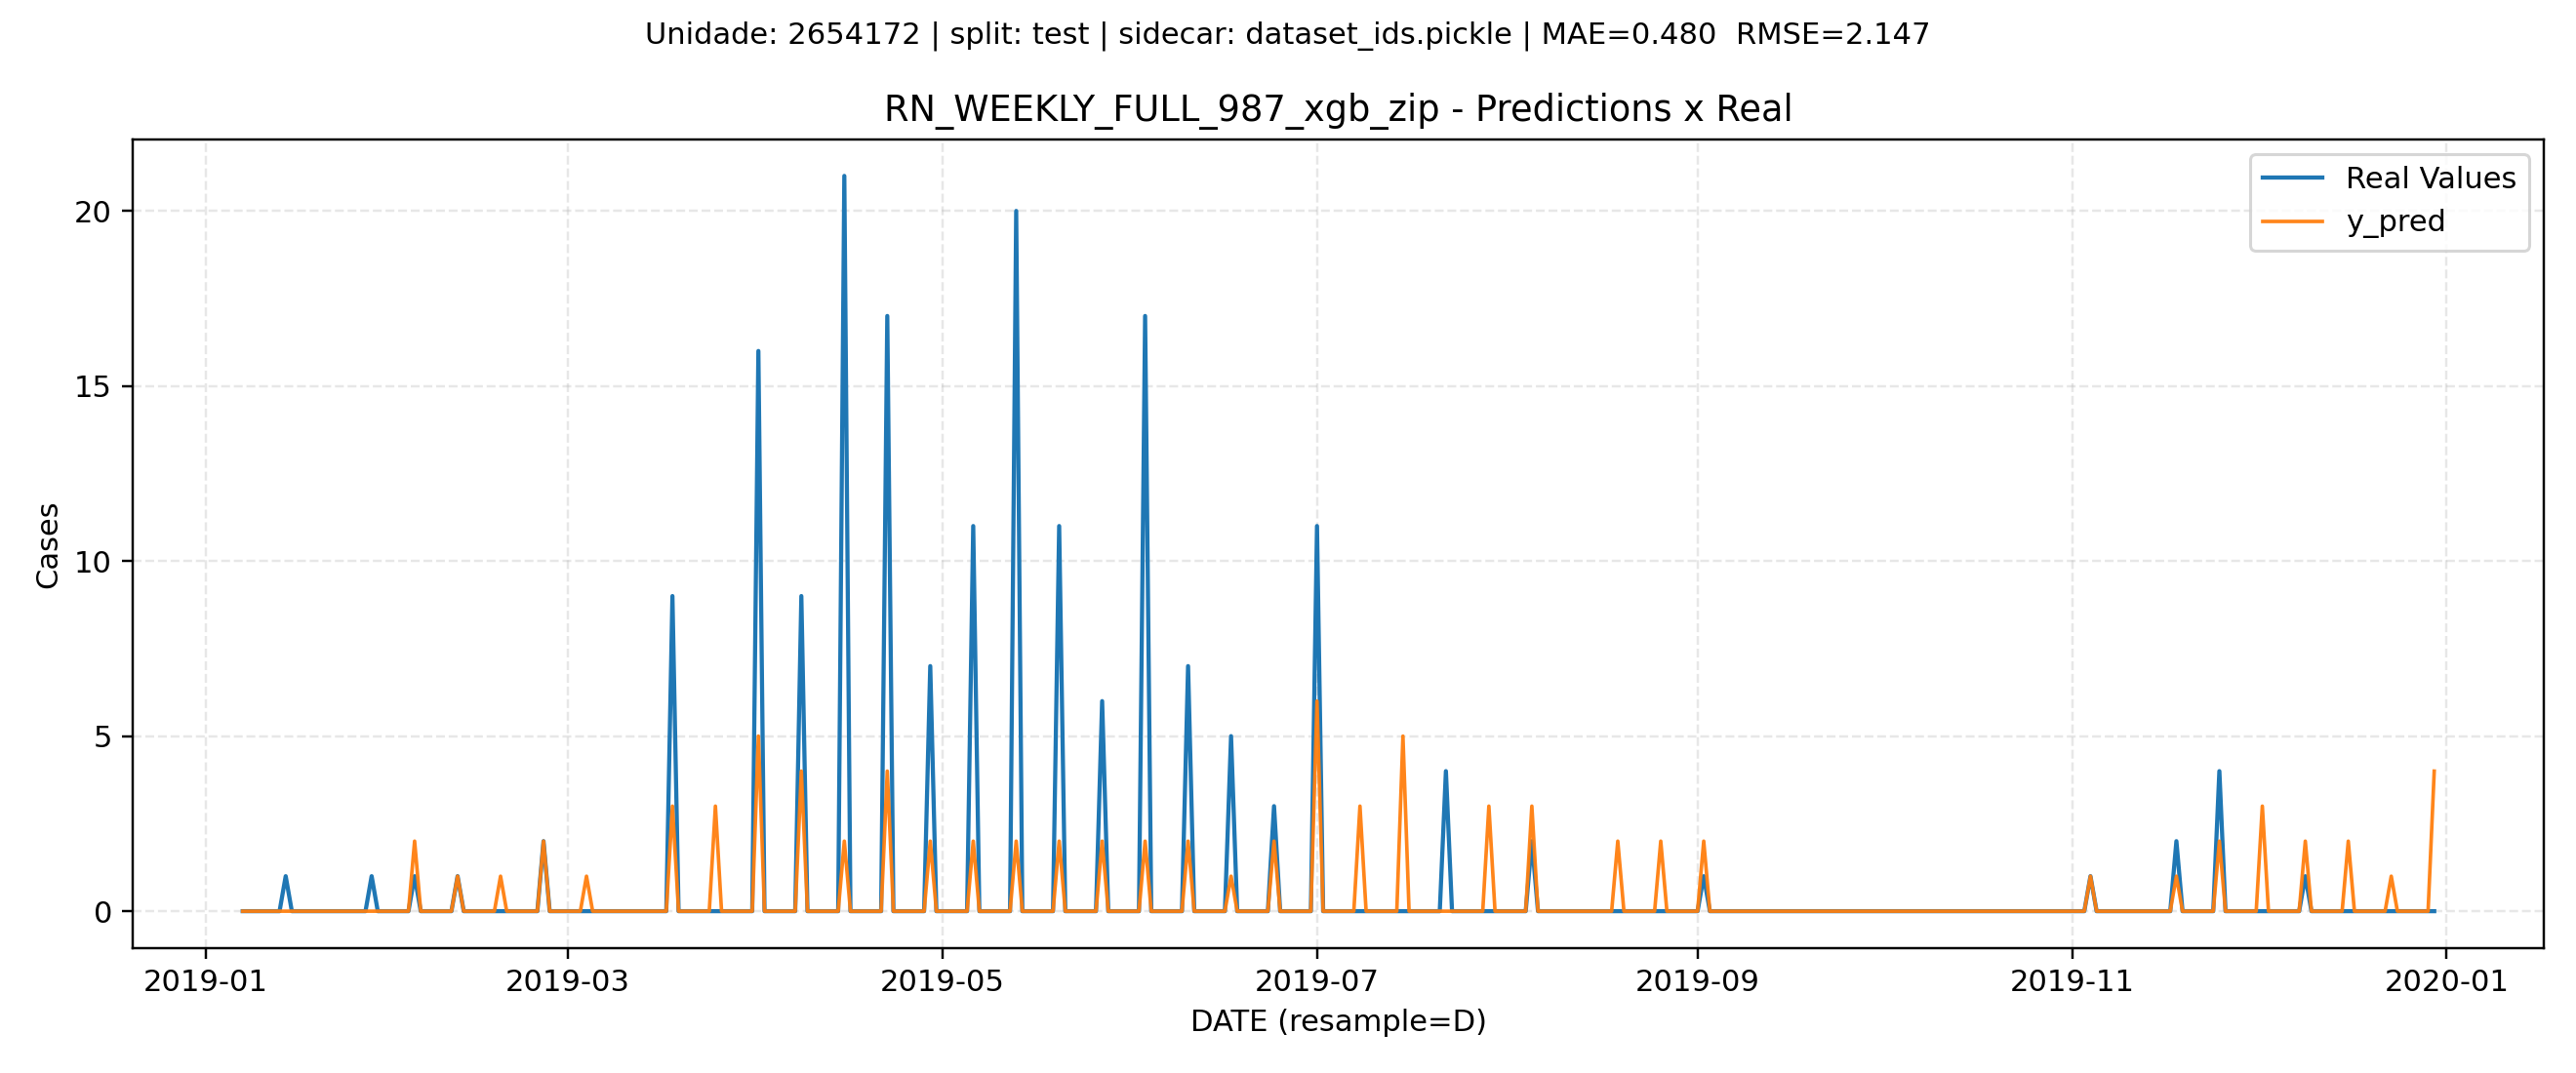 Unidade: 2654172 | split: test | sidecar: dataset_ids.pickle | MAE=0.480  RMSE=2.147
RN_WEEKLY_FULL_987_xgb_zip - Predictions x Real
Real Values
y_pred
20
15
10
5
0
Cases
2019-01
2019-03
2019-05
2019-07
2019-09
2019-11
2020-01
DATE (resample=D)